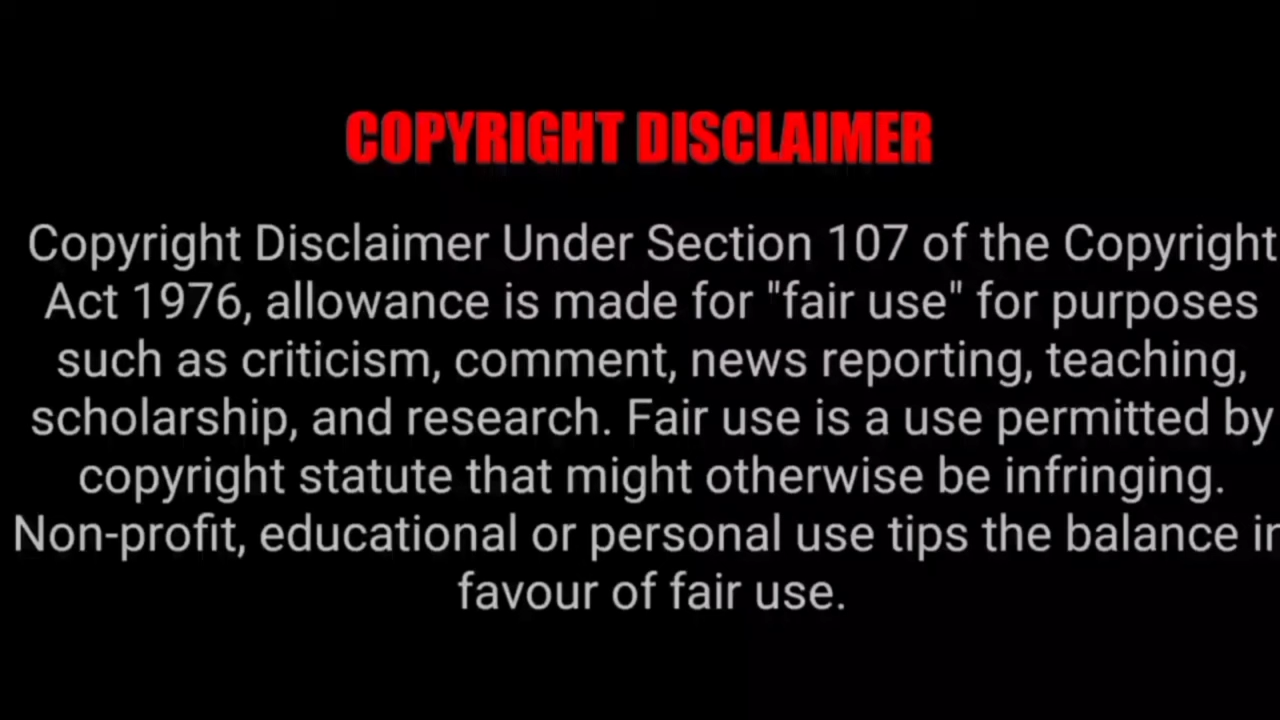 COPYRIGHT DISCLAIMER
Copyright Disclaimer Under Section 107 of the Copyright
Act 1976, allowance is made for "fair use" for purposes
such as criticism, comment, news reporting, teaching,
scholarship, and research. Fair use is a use permitted by
copyright statute that might otherwise be infringing.
Non-profit, educational or personal use tips the balance in
favour of fair use.